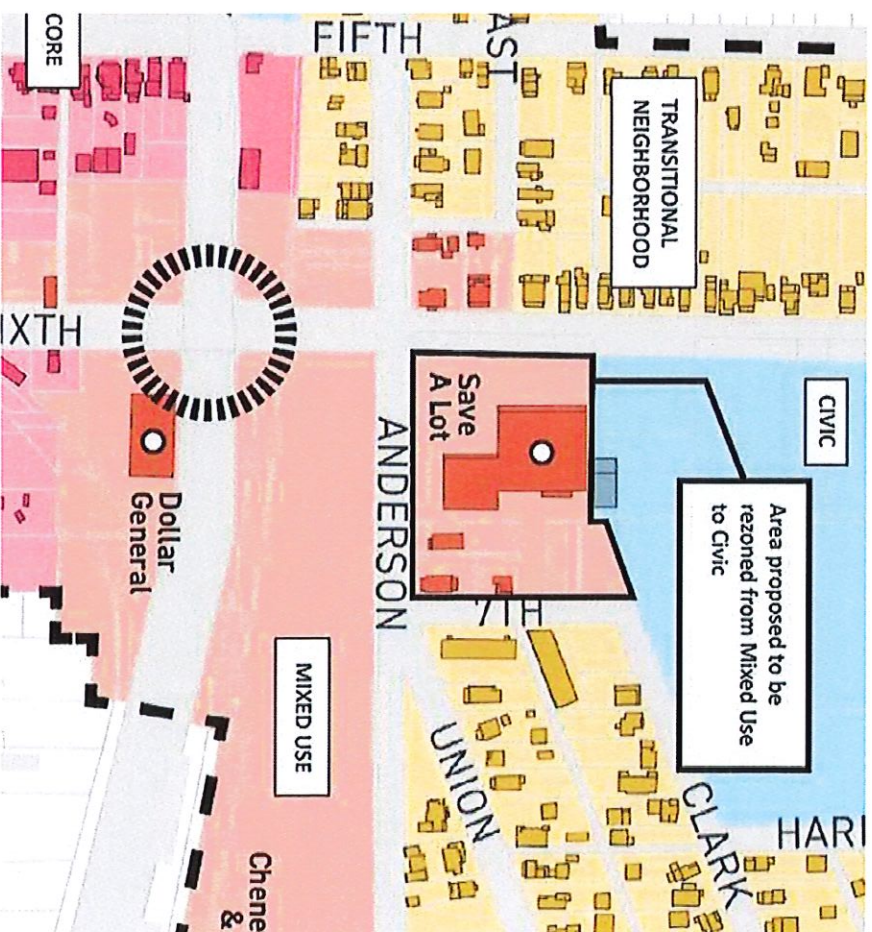 CORE
FIFTH
AST
TRANSITIONAL
NEIGHBORHOOD
CIVIC
IXTH
Save
A Lot
Area proposed to be
rezoned from Mixed Use
to Civic
Dollar
General
ANDERSON
7TH
MIXED USE
UNION
CLARK
HARI
Chene
&